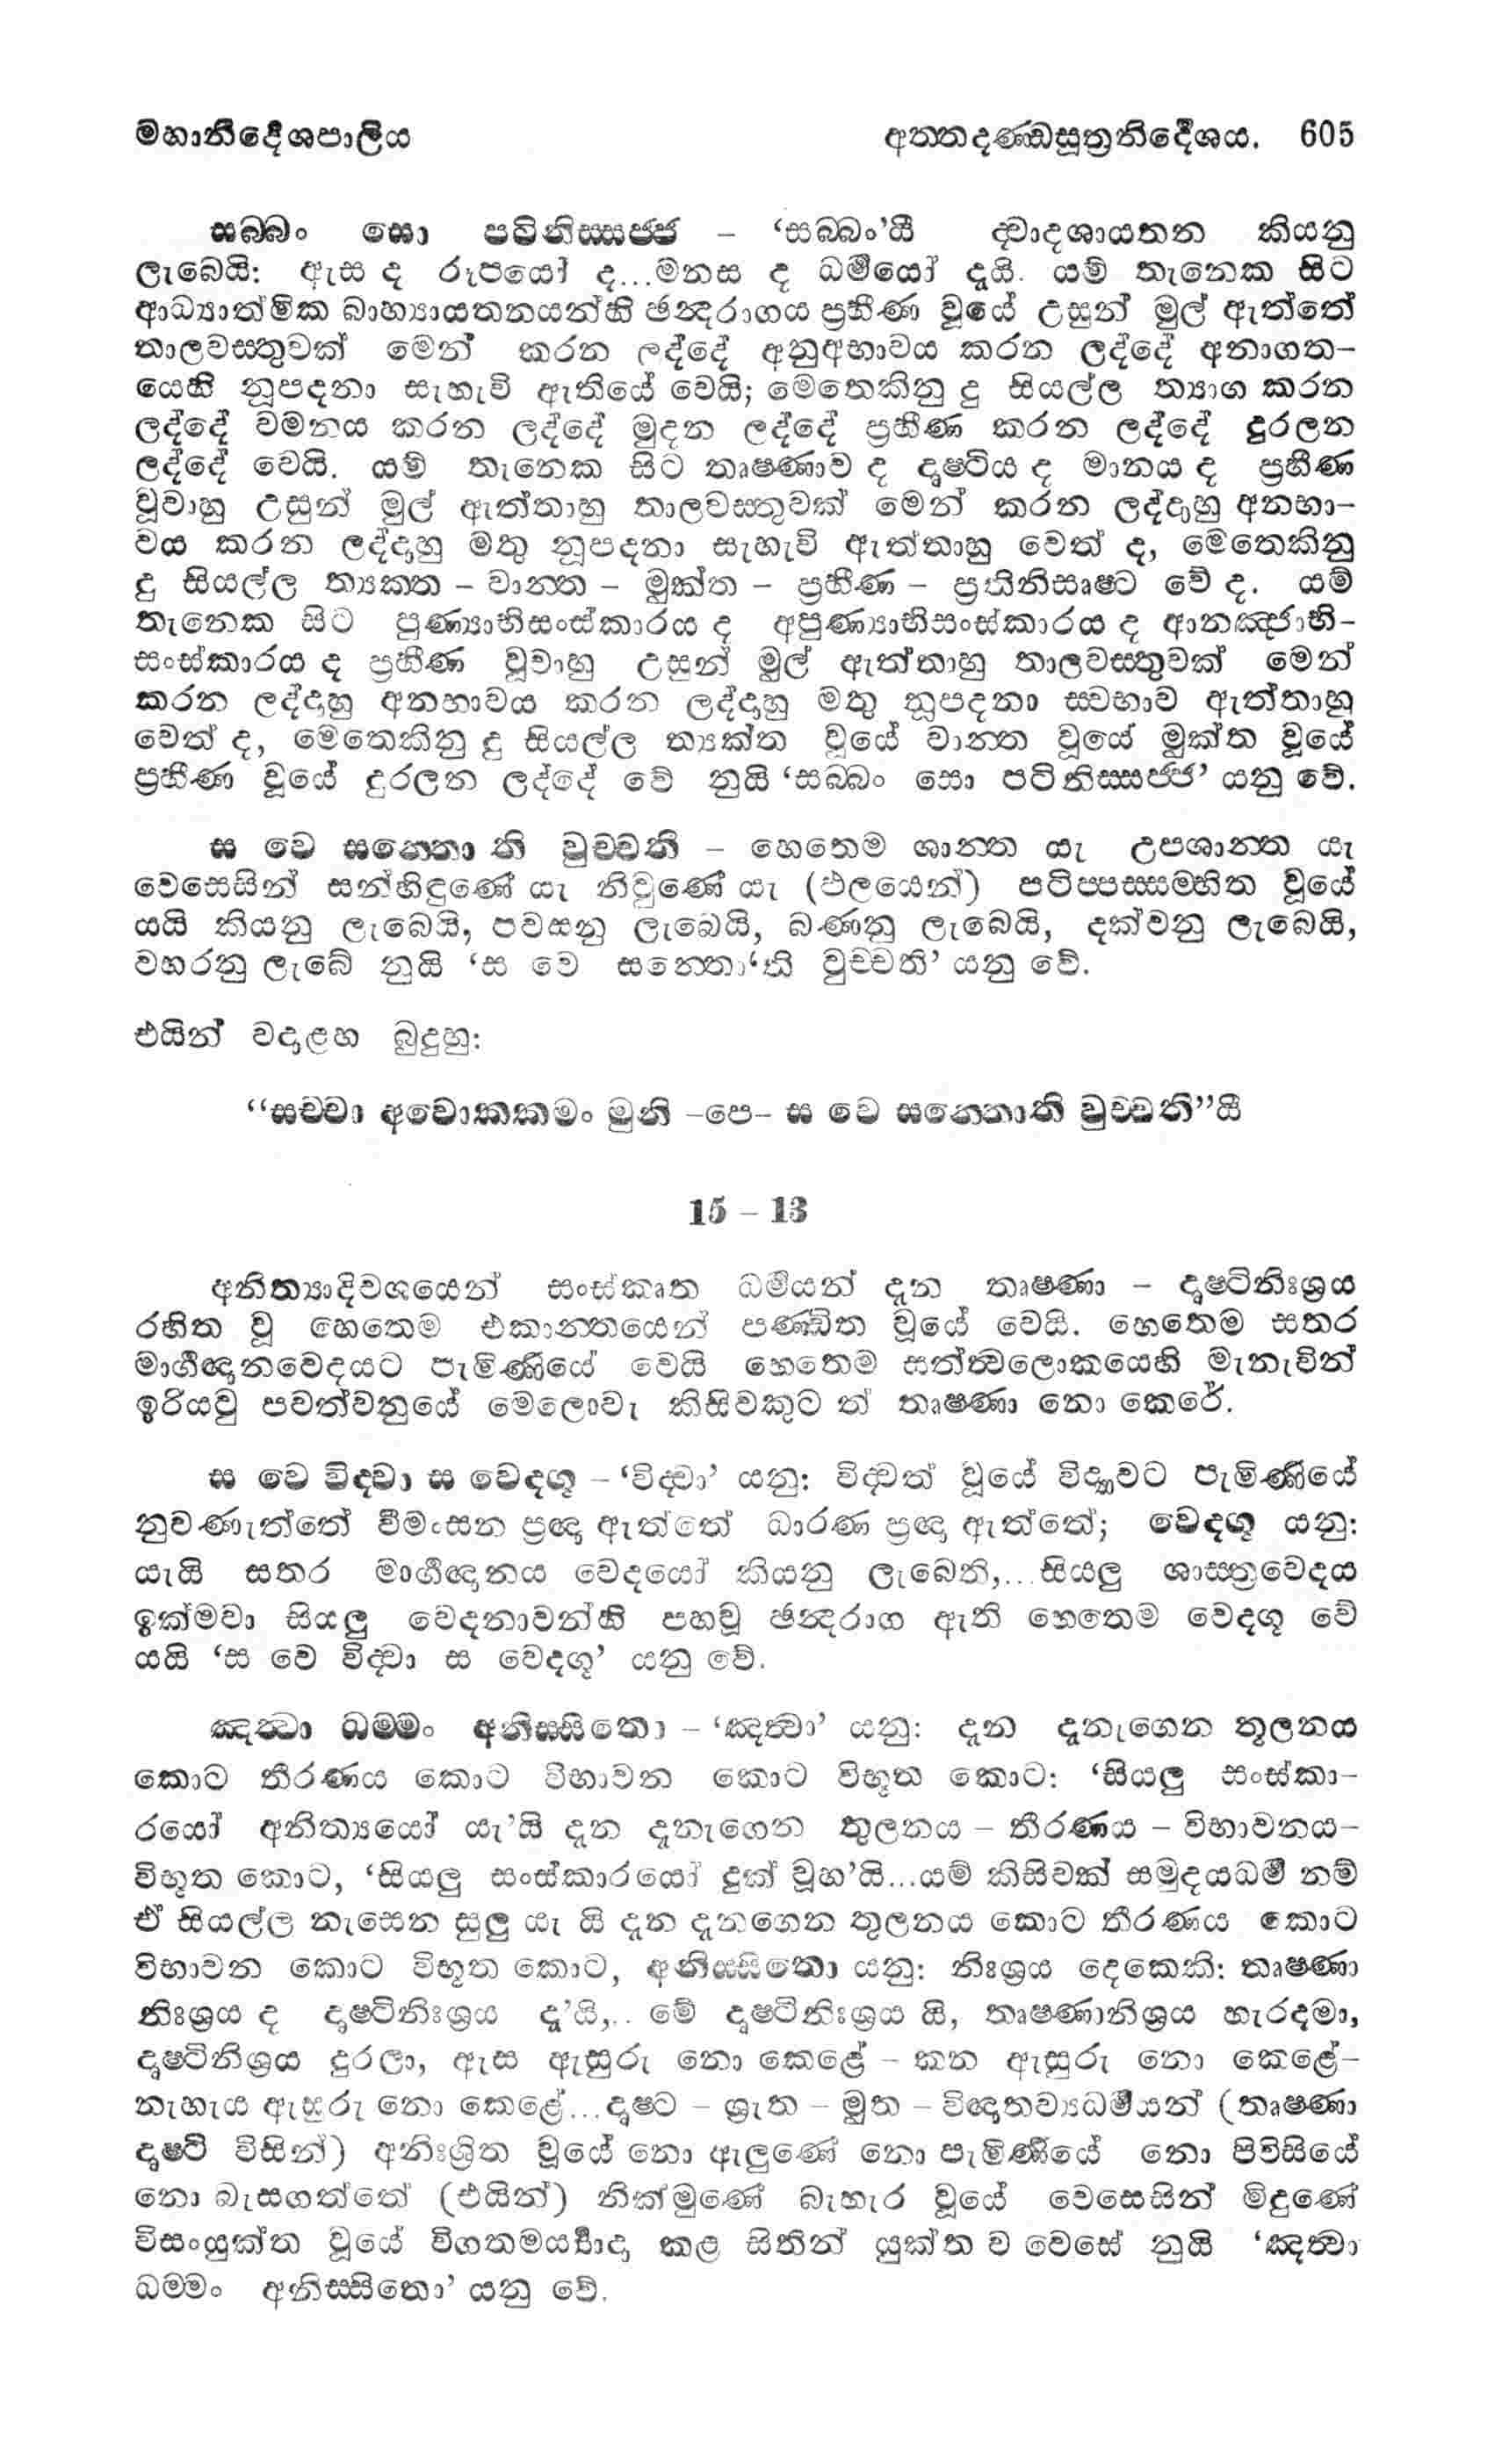 මහානිද්දේශපාලිය අත්තදණ්ඩසූත්‍රනිර්දේශය. 605
සබ්බං සො පටිනිස්සජ්ජ – ‘සබ්බං’යි ද්වාදශායතන කියනු
ලැබෙයි: ඇස ද රූපයෝ ද...මනස ද ධර්මයෝ දැයි. යම් තැනෙක සිට
ආධ්‍යාත්මික බාහ්‍යායතනයන්හි ඡන්දරාගය ප්‍රහීණ වූයේ උසුන් මුල් ඇත්තේ
තාලවස්තුවක් මෙන් කරන ලද්දේ අනුඅභාවය කරන ලද්දේ අනාගත-
යෙහි නූපදනා සැහැවි ඇතියේ වෙයි; මෙතෙකිනු දු සියල්ල ත්‍යාග කරන
ලද්දේ වමනය කරන ලද්දේ මුදන ලද්දේ ප්‍රහීණ කරන ලද්දේ දුරලන
ලද්දේ වෙයි. යම් තැනෙක සිට තෘෂ්ණාව ද දෘෂ්ටිය ද මානය ද ප්‍රහීණ
වූවාහු උසුන් මුල් ඇත්තාහු තාලවස්තුවක් මෙන් කරන ලද්දාහු අනභා-
වය කරන ලද්දාහු මතු නූපදනා සැහැවි ඇත්තාහු වෙත් ද, මෙතෙකිනු
දු සියල්ල ත්‍යක්ත – වාන්ත – මුක්ත – ප්‍රහීණ – ප්‍රතිනිසෘෂ්ට වේ ද. යම්
තැනෙක සිට පුණ්‍යාභිසංස්කාරය ද අපුණ්‍යාභිසංස්කාරය ද ආනඤ්ජාභි-
සංස්කාරය ද ප්‍රහීණ වූවාහු උසුන් මුල් ඇත්තාහු තාලවස්තුවක් මෙන්
කරන ලද්දාහු අනභාවය කරන ලද්දාහු මතු නූපදනා ස්වභාව ඇත්තාහු
වෙත් ද, මෙතෙකිනු දු සියල්ල ත්‍යක්ත වූයේ වාන්ත වූයේ මුක්ත වූයේ
ප්‍රහීණ වූයේ දුරලන ලද්දේ වේ නුයි ‘සබ්බං සො පටිනිස්සජ්ජ’ යනු වේ.
ස වෙ සන්තො ති වුච්චති – හෙතෙම ශාන්ත යැ උපශාන්ත යැ
වෙසෙසින් සන්හිඳුණේ යැ නිවුණේ යැ (ඵලයෙන්) පටිප්පස්සම්භිත වූයේ
යයි කියනු ලැබෙයි, පවසනු ලැබෙයි, බණනු ලැබෙයි, දක්වනු ලැබෙයි,
වහරනු ලැබේ නුයි ‘ස වෙ සන්තො‘ති වුච්චති’ යනු වේ.
එයින් වදාළහ බුදුහු:
“සච්චා අවොක්කමං මුනි –පෙ– ස වෙ සන්තොති වුච්චති”යි
15 – 13
අනිත්‍යාදිවශයෙන් සංස්කෘත ධර්මයන් දැන තෘෂ්ණා – දෘෂ්ටිනිඃශ්‍රය
රහිත වූ හෙතෙම එකාන්තයෙන් පණ්ඩිත වූයේ වෙයි. හෙතෙම සතර
මාර්ගඥානවෙදයට පැමිණියේ වෙයි හෙතෙම සත්ත්වලොකයෙහි මැනැවින්
ඉරියවු පවත්වනුයේ මෙලොවැ කිසිවකුට ත් තෘෂ්ණා නො කෙරේ.
ස වෙ විද්වා ස වෙදගූ – ‘විද්වා’ යනු: විද්වත් වූයේ විද්‍යාවට පැමිණියේ
නුවණැත්තේ වීමංසන ප්‍රඥා ඇත්තේ ධාරණ ප්‍රඥා ඇත්තේ; වෙදගූ යනු:
යැයි සතර මාර්ගඥානය වෙදයෝ කියනු ලැබෙති,...සියලු ශාස්ත්‍රවෙදය
ඉක්මවා සියලු වෙදනාවන්හි පහවූ ඡන්දරාග ඇති හෙතෙම වෙදගූ වේ
යයි ‘ස වෙ විද්වා ස වෙදගූ’ යනු වේ.
ඤත්වා ධම්මං අනිස්සිතො – ‘ඤත්වා’ යනු: දැන දැනැගෙන තූලනය
කොට තීරණය කොට විභාවන කොට විභූත කොට: ‘සියලු සංස්කා-
රයෝ අනිත්‍යයෝ යැ’යි දැන දැනැගෙන තුලනය – තීරණය – විභාවනය-
විභූත කොට, ‘සියලු සංස්කාරයෝ දුක් වූහ’යි...යම් කිසිවක් සමුදයධර්ම නම්
ඒ සියල්ල නැසෙන සුලු යැ යි දැන දැනගෙන තුලනය කොට තීරණය කොට
විභාවන කොට විභූත කොට, අනිස්සිතො යනු: නිඃශ්‍රය දෙකෙකි: තෘෂ්ණා
නිඃශ්‍රය ද දෘෂ්ටිනිඃශ්‍රය දැ’යි,.. මේ දෘෂ්ටිනිඃශ්‍රය යි, තෘෂ්ණානිශ්‍රය හැරදමා,
දෘෂ්ටිනිශ්‍රය දුරලා, ඇස ඇසුරු නො කෙළේ – කන ඇසුරු නො කෙළේ-
නැහැය ඇසුරු නො කෙළේ...දෘෂ්ට – ශ්‍රැත – මුත – විඥාතව්‍යධර්මයන් (තෘෂ්ණා
දෘෂ්ටි විසින්) අනිඃශ්‍රිත වූයේ නො ඇලුණේ නො පැමිණියේ නො පිවිසියේ
නො බැසගත්තේ (එයින්) නික්මුණේ බැහැර වූයේ වෙසෙසින් මිදුණේ
විසංයුක්ත වූයේ විගතමර්යාද කළ සිතින් යුක්ත ව වෙසේ නුයි ‘ඤත්වා
ධම්මං අනිස්සිතො’ යනු වේ.